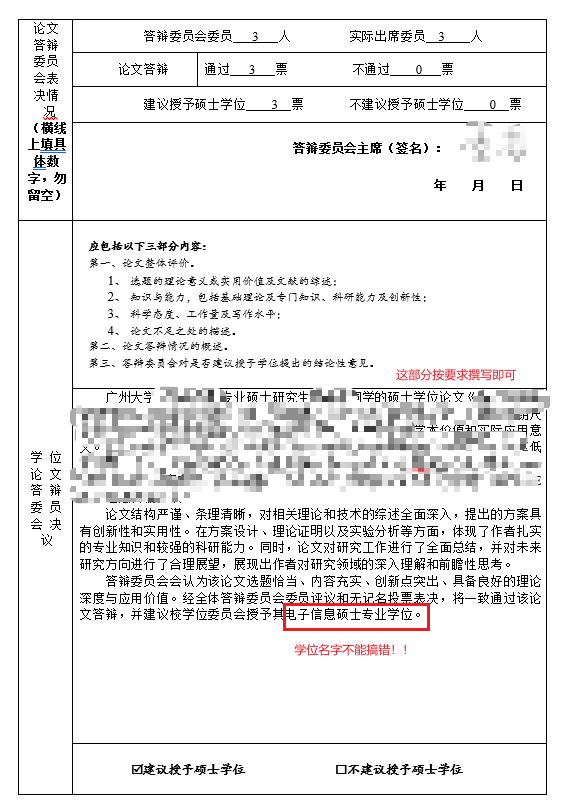 论文
答辩
委员
会表
决情
况
（横线
上填具
体数
字，勿
留空）
答辩委员会委员 3 人 实际出席委员 3 人
论文答辩 通过 3 票 不通过 0 票
建议授予硕士学位 3 票 不建议授予硕士学位 0 票
答辩委员会主席（签名）：
年 月 日
学位
论文
答辩
委员
会决
议
应包括以下三部分内容：
第一、论文整体评价。
1、 选题的理论意义或实用价值及文献的综述；
2、 知识与能力，包括基础理论及专门知识、科研能力及创新性；
3、 科学态度、工作量及写作水平；
4、 论文不足之处的描述。
第二、论文答辩情况的概述。
第三、答辩委员会对是否建议授予学位提出的结论性意见。
这部分按要求撰写即可
广州大学 专业硕士研究生 同学的硕士学位论文《
学术价值和实际应用意
义。
论文结构严谨、条理清晰，对相关理论和技术的综述全面深入，提出的方案具
有创新性和实用性。在方案设计、理论证明以及实验分析等方面，体现了作者扎实
的专业知识和较强的科研能力。同时，论文对研究工作进行了全面总结，并对未来
研究方向进行了合理展望，展现出作者对研究领域的深入理解和前瞻性思考。
答辩委员会会认为该论文选题恰当、内容充实、创新点突出、具备良好的理论
深度与应用价值。经全体答辩委员会委员评议和无记名投票表决，将一致通过该论
文答辩，并建议校学位委员会授予其电子信息硕士专业学位。
学位名字不能搞错！！
☑建议授予硕士学位 □不建议授予硕士学位